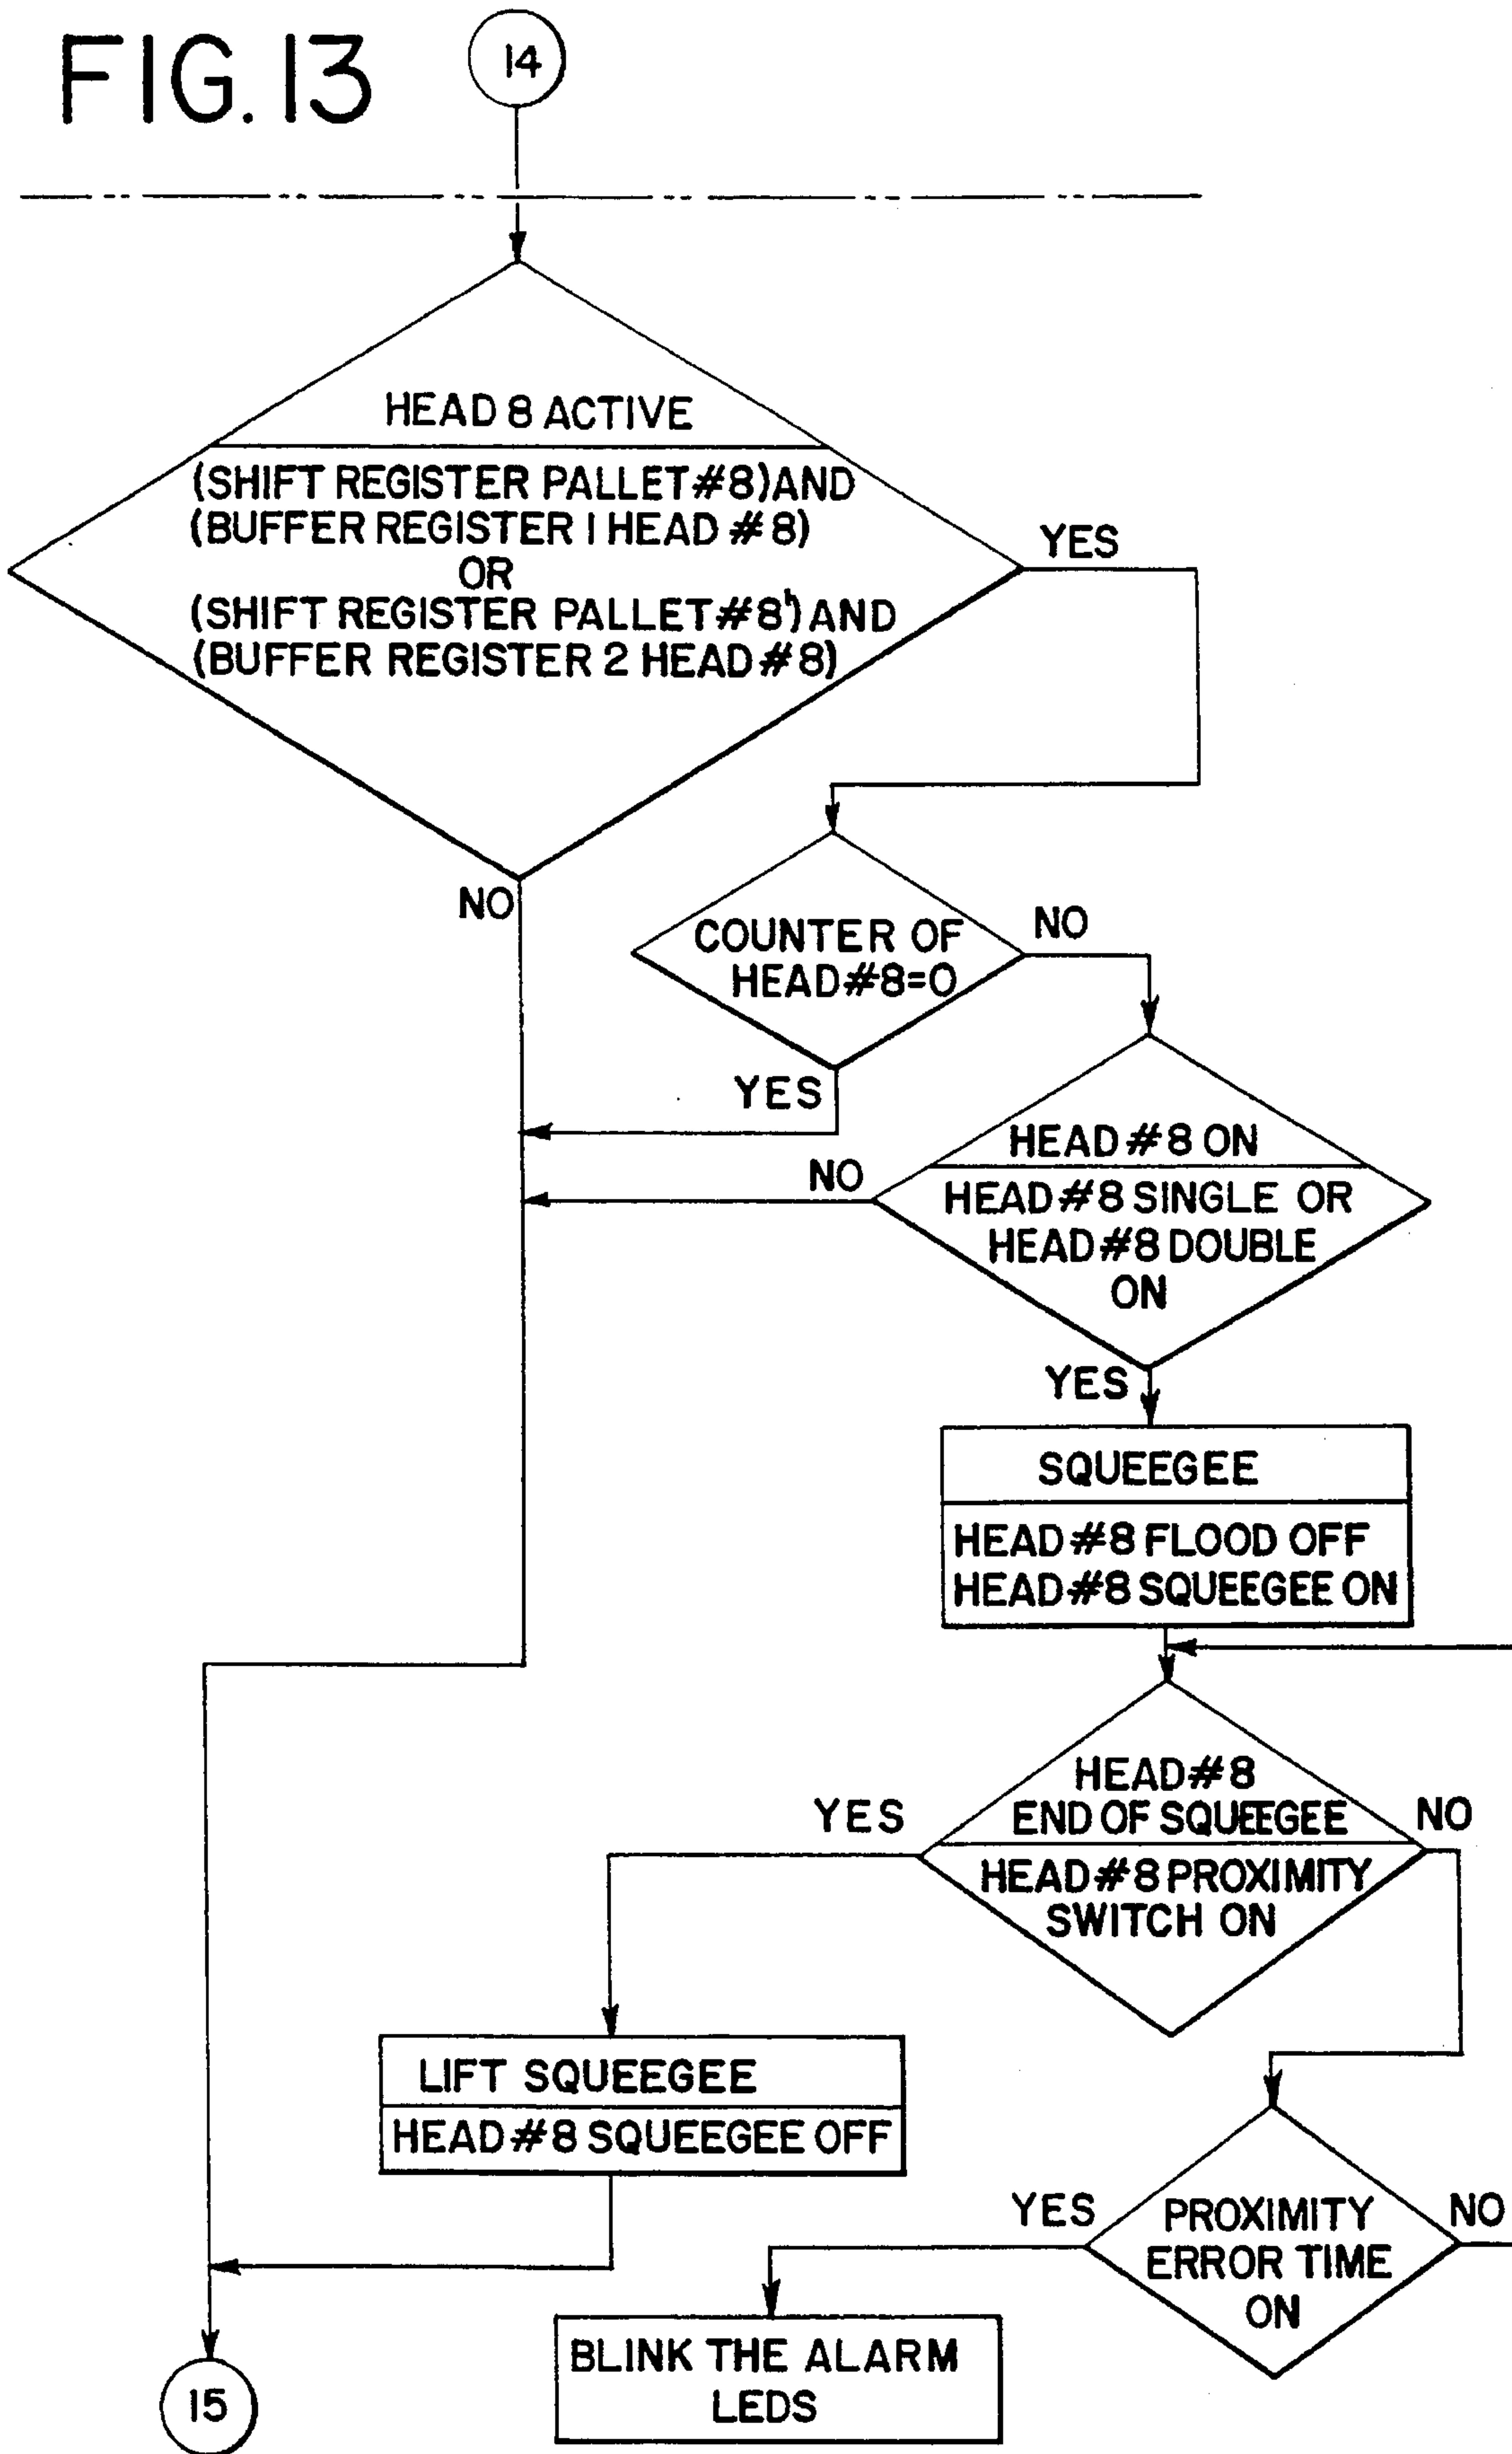 FIG. 13
14
HEAD 8 ACTIVE
(SHIFT REGISTER PALLET #8) AND
(BUFFER REGISTER 1 HEAD #8)
OR
(SHIFT REGISTER PALLET #8') AND
(BUFFER REGISTER 2 HEAD #8)
YES
NO
COUNTER OF
HEAD #8=0
NO
YES
HEAD #8 ON
NO
HEAD #8 SINGLE OR
HEAD #8 DOUBLE
ON
YES
SQUEEGEE
HEAD #8 FLOOD OFF
HEAD #8 SQUEEGEE ON
HEAD #8
END OF SQUEEGEE
YES
NO
HEAD #8 PROXIMITY
SWITCH ON
LIFT SQUEEGEE
HEAD #8 SQUEEGEE OFF
YES
NO
PROXIMITY
ERROR TIME
ON
BLINK THE ALARM
LEDS
15